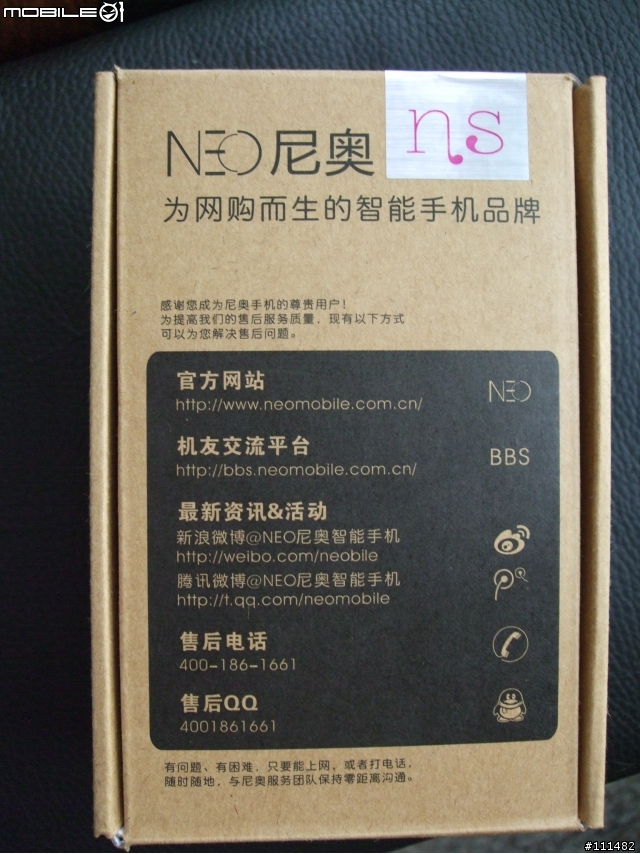 MOBILE01
NEO尼奥
ns
为网购而生的智能手机品牌
感谢您成为尼奥手机的尊贵用户！
为提高我们的售后服务质量，现有以下方式
可以为您解决售后问题。
官方网站
http://www.neomobile.com.cn/
NEO
机友交流平台
http://bbs.neomobile.com.cn/
BBS
最新资讯&活动
新浪微博@NEO尼奥智能手机
http://weibo.com/neobile
腾讯微博@NEO尼奥智能手机
http://t.qq.com/neomobile
售后电话
400-186-1661
售后QQ
4001861661
有问题、有困难，只要能上网，或者打电话，
随时随地，与尼奥服务团队保持零距离沟通。
#111482